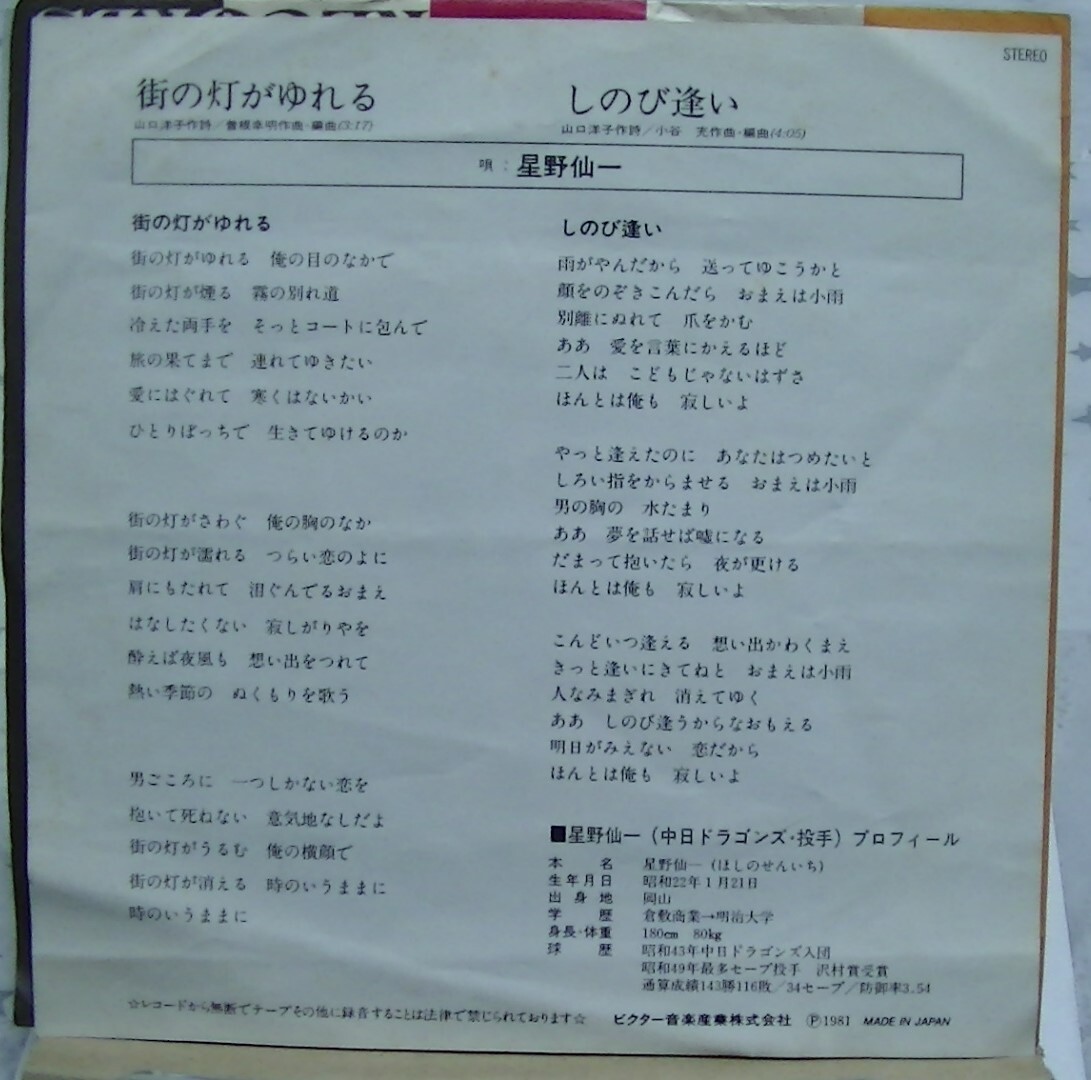 STEREO
街の灯がゆれる
山口洋子作詩／曽根幸明作曲・編曲(3:17)
しのび逢い
山口洋子作詩／小谷 充作曲・編曲(4:05)
唄：星野仙一
街の灯がゆれる
街の灯がゆれる 俺の目のなかで
街の灯が煙る 霧の別れ道
冷えた両手を そっとコートに包んで
旅の果てまで 連れてゆきたい
愛にはぐれて 寒くはないかい
ひとりぼっちで 生きてゆけるのか
街の灯がさわぐ 俺の胸のなか
街の灯が濡れる つらい恋のよに
肩にもたれて 泪ぐんでるおまえ
はなしたくない 寂しがりやを
酔えば夜風も 想い出をつれて
熱い季節の ぬくもりを歌う
男ごころに 一つしかない恋を
抱いて死ねない 意気地なしだよ
街の灯がうるむ 俺の横顔で
街の灯が消える 時のいうままに
時のいうままに
しのび逢い
雨がやんだから 送ってゆこうかと
顔をのぞきこんだら おまえは小雨
別離にぬれて 爪をかむ
ああ 愛を言葉にかえるほど
二人は こどもじゃないはずさ
ほんとは俺も 寂しいよ
やっと逢えたのに あなたはつめたいと
しろい指をからませる おまえは小雨
男の胸の 水たまり
ああ 夢を話せば嘘になる
だまって抱いたら 夜が更ける
ほんとは俺も 寂しいよ
こんどいつ逢える 想い出かわくまえ
きっと逢いにきてねと おまえは小雨
人なみまぎれ 消えてゆく
ああ しのび逢うからなおもえる
明日がみえない 恋だから
ほんとは俺も 寂しいよ
■星野仙一（中日ドラゴンズ・投手）プロフィール
本名 星野仙一（ほしのせんいち）
生年月日 昭和22年1月21日
出身地 岡山
学歴 倉敷商業→明治大学
身長・体重 180cm 80kg
球歴 昭和43年中日ドラゴンズ入団
昭和49年最多セーブ投手 沢村賞受賞
通算成績143勝116敗／34セーブ／防御率3.54
☆レコードから無断でテープその他に録音することは法律で禁じられております☆
ビクター音楽産業株式会社 Ⓟ1981 MADE IN JAPAN